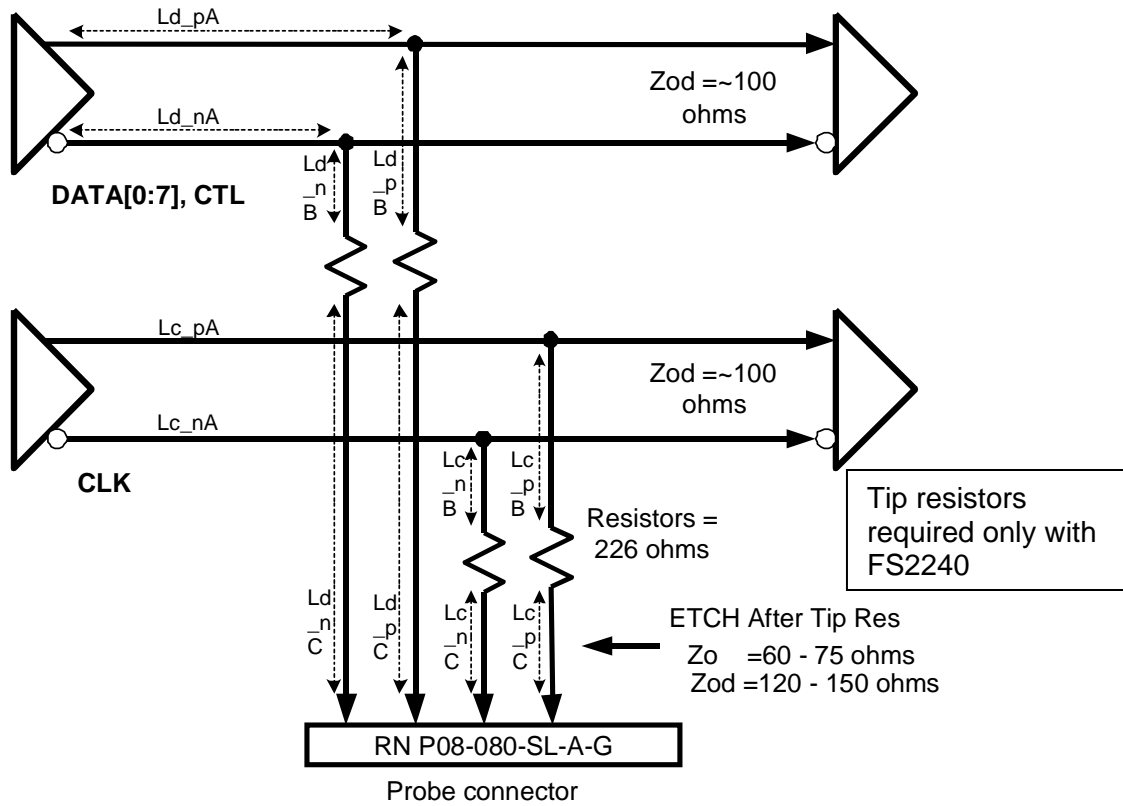 Ld_pA
Ld_nA
Zod =~100
ohms
Ld
_n
B
Ld
_p
B
DATA[0:7], CTL
Lc_pA
Zod =~100
ohms
Lc_nA
CLK
Lc
_n
B
Lc
_p
B
Resistors =
226 ohms
Tip resistors
required only with
FS2240
Ld
_n
C
Ld
_p
C
Lc
_n
C
Lc
_p
C
ETCH After Tip Res
Zo =60 - 75 ohms
Zod =120 - 150 ohms
RN P08-080-SL-A-G
Probe connector